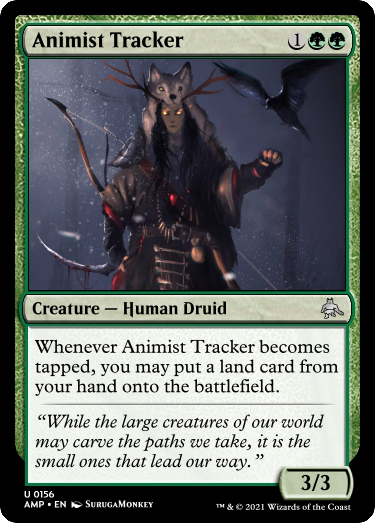 Animist Tracker 1
Creature — Human Druid
Whenever Animist Tracker becomes
tapped, you may put a land card from
your hand onto the battlefield.
“While the large creatures of our world
may carve the paths we take, it is the
small ones that lead our way.”
3/3
U 0156
AMP • EN SurugaMonkey
™ & © 2021 Wizards of the Coast